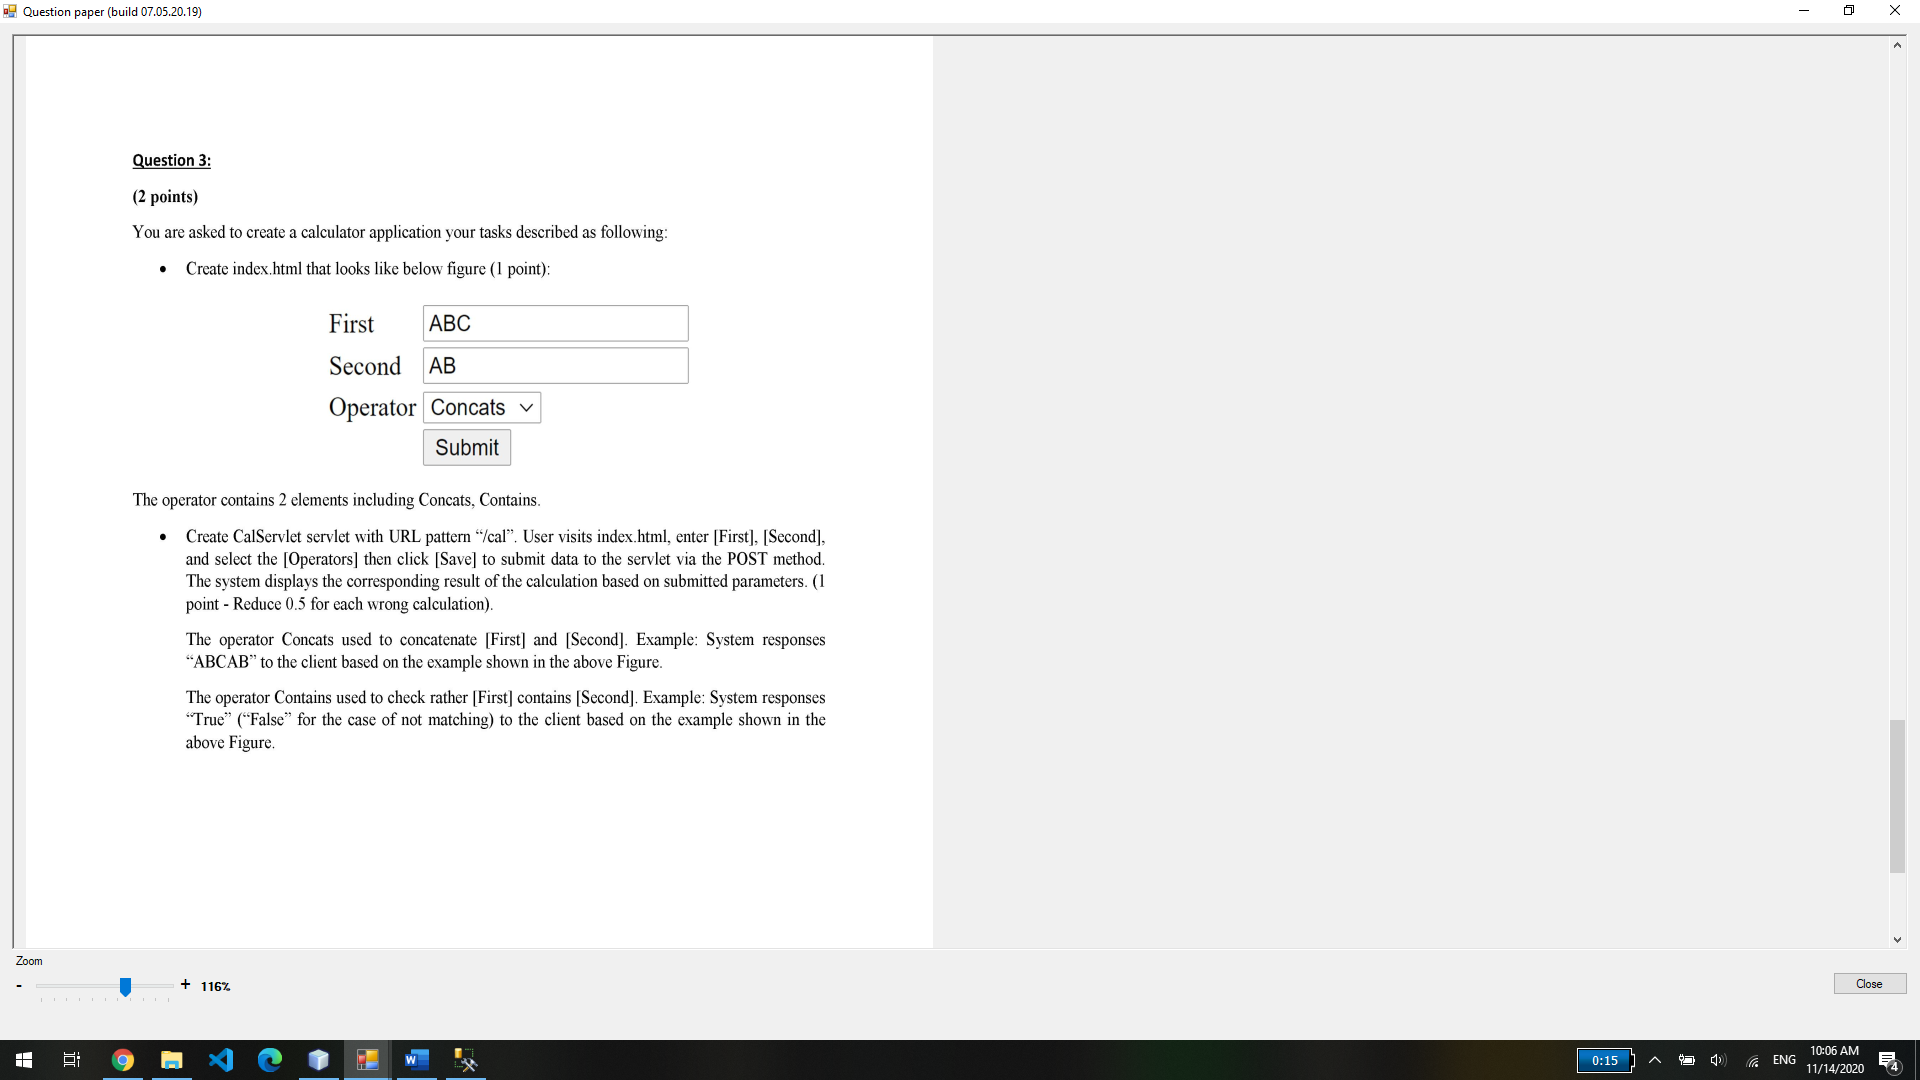 Question paper (build 07.05.20.19)
Question 3:
(2 points)
You are asked to create a calculator application your tasks described as following:
• Create index.html that looks like below figure (1 point):
First ABC
Second AB
Operator Concats
Submit
The operator contains 2 elements including Concats, Contains.
• Create CalServlet servlet with URL pattern “/cal”. User visits index.html, enter [First], [Second],
and select the [Operators] then click [Save] to submit data to the servlet via the POST method.
The system displays the corresponding result of the calculation based on submitted parameters. (1
point - Reduce 0.5 for each wrong calculation).
The operator Concats used to concatenate [First] and [Second]. Example: System responses
“ABCAB” to the client based on the example shown in the above Figure.
The operator Contains used to check rather [First] contains [Second]. Example: System responses
“True” (“False” for the case of not matching) to the client based on the example shown in the
above Figure.
Zoom
- + 116%
Close
0:15 ENG 10:06 AM
11/14/2020 4